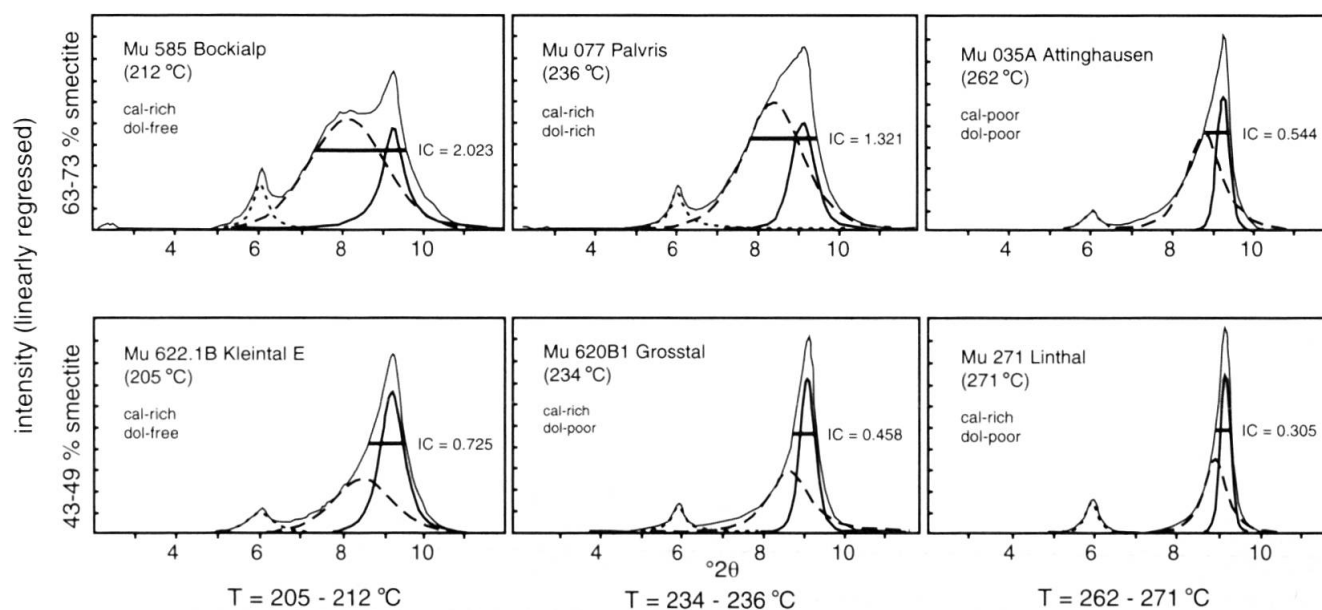 intensity (linearly regressed)
63-73 % smectite
Mu 585 Bockialp
(212 °C)
cal-rich
dol-free
IC = 2.023
4 6 8 10
Mu 077 Palvris
(236 °C)
cal-rich
dol-rich
IC = 1.321
4 6 8 10
Mu 035A Attinghausen
(262 °C)
cal-poor
dol-poor
IC = 0.544
4 6 8 10
43-49 % smectite
Mu 622.1B Kleintal E
(205 °C)
cal-rich
dol-free
IC = 0.725
4 6 8 10
Mu 620B1 Grosstal
(234 °C)
cal-rich
dol-poor
IC = 0.458
4 6 8 10
Mu 271 Linthal
(271 °C)
cal-rich
dol-poor
IC = 0.305
4 6 8 10
°2θ
T = 205 - 212 °C
T = 234 - 236 °C
T = 262 - 271 °C